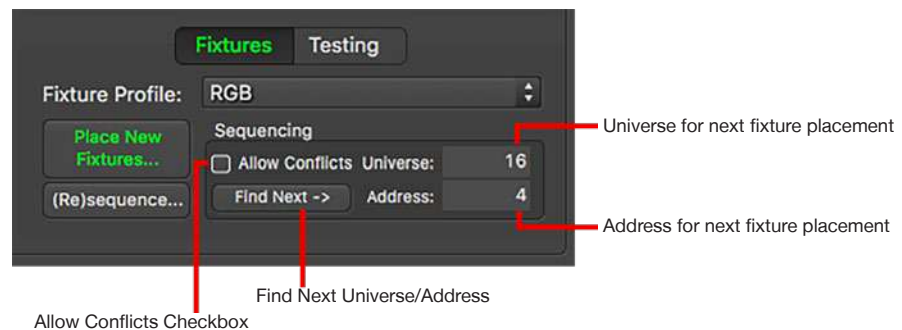 Fixtures Testing
Fixture Profile: RGB
Place New Fixtures...
Sequencing
Allow Conflicts Universe: 16
(Re)sequence... Find Next -> Address: 4
Universe for next fixture placement
Address for next fixture placement
Find Next Universe/Address
Allow Conflicts Checkbox